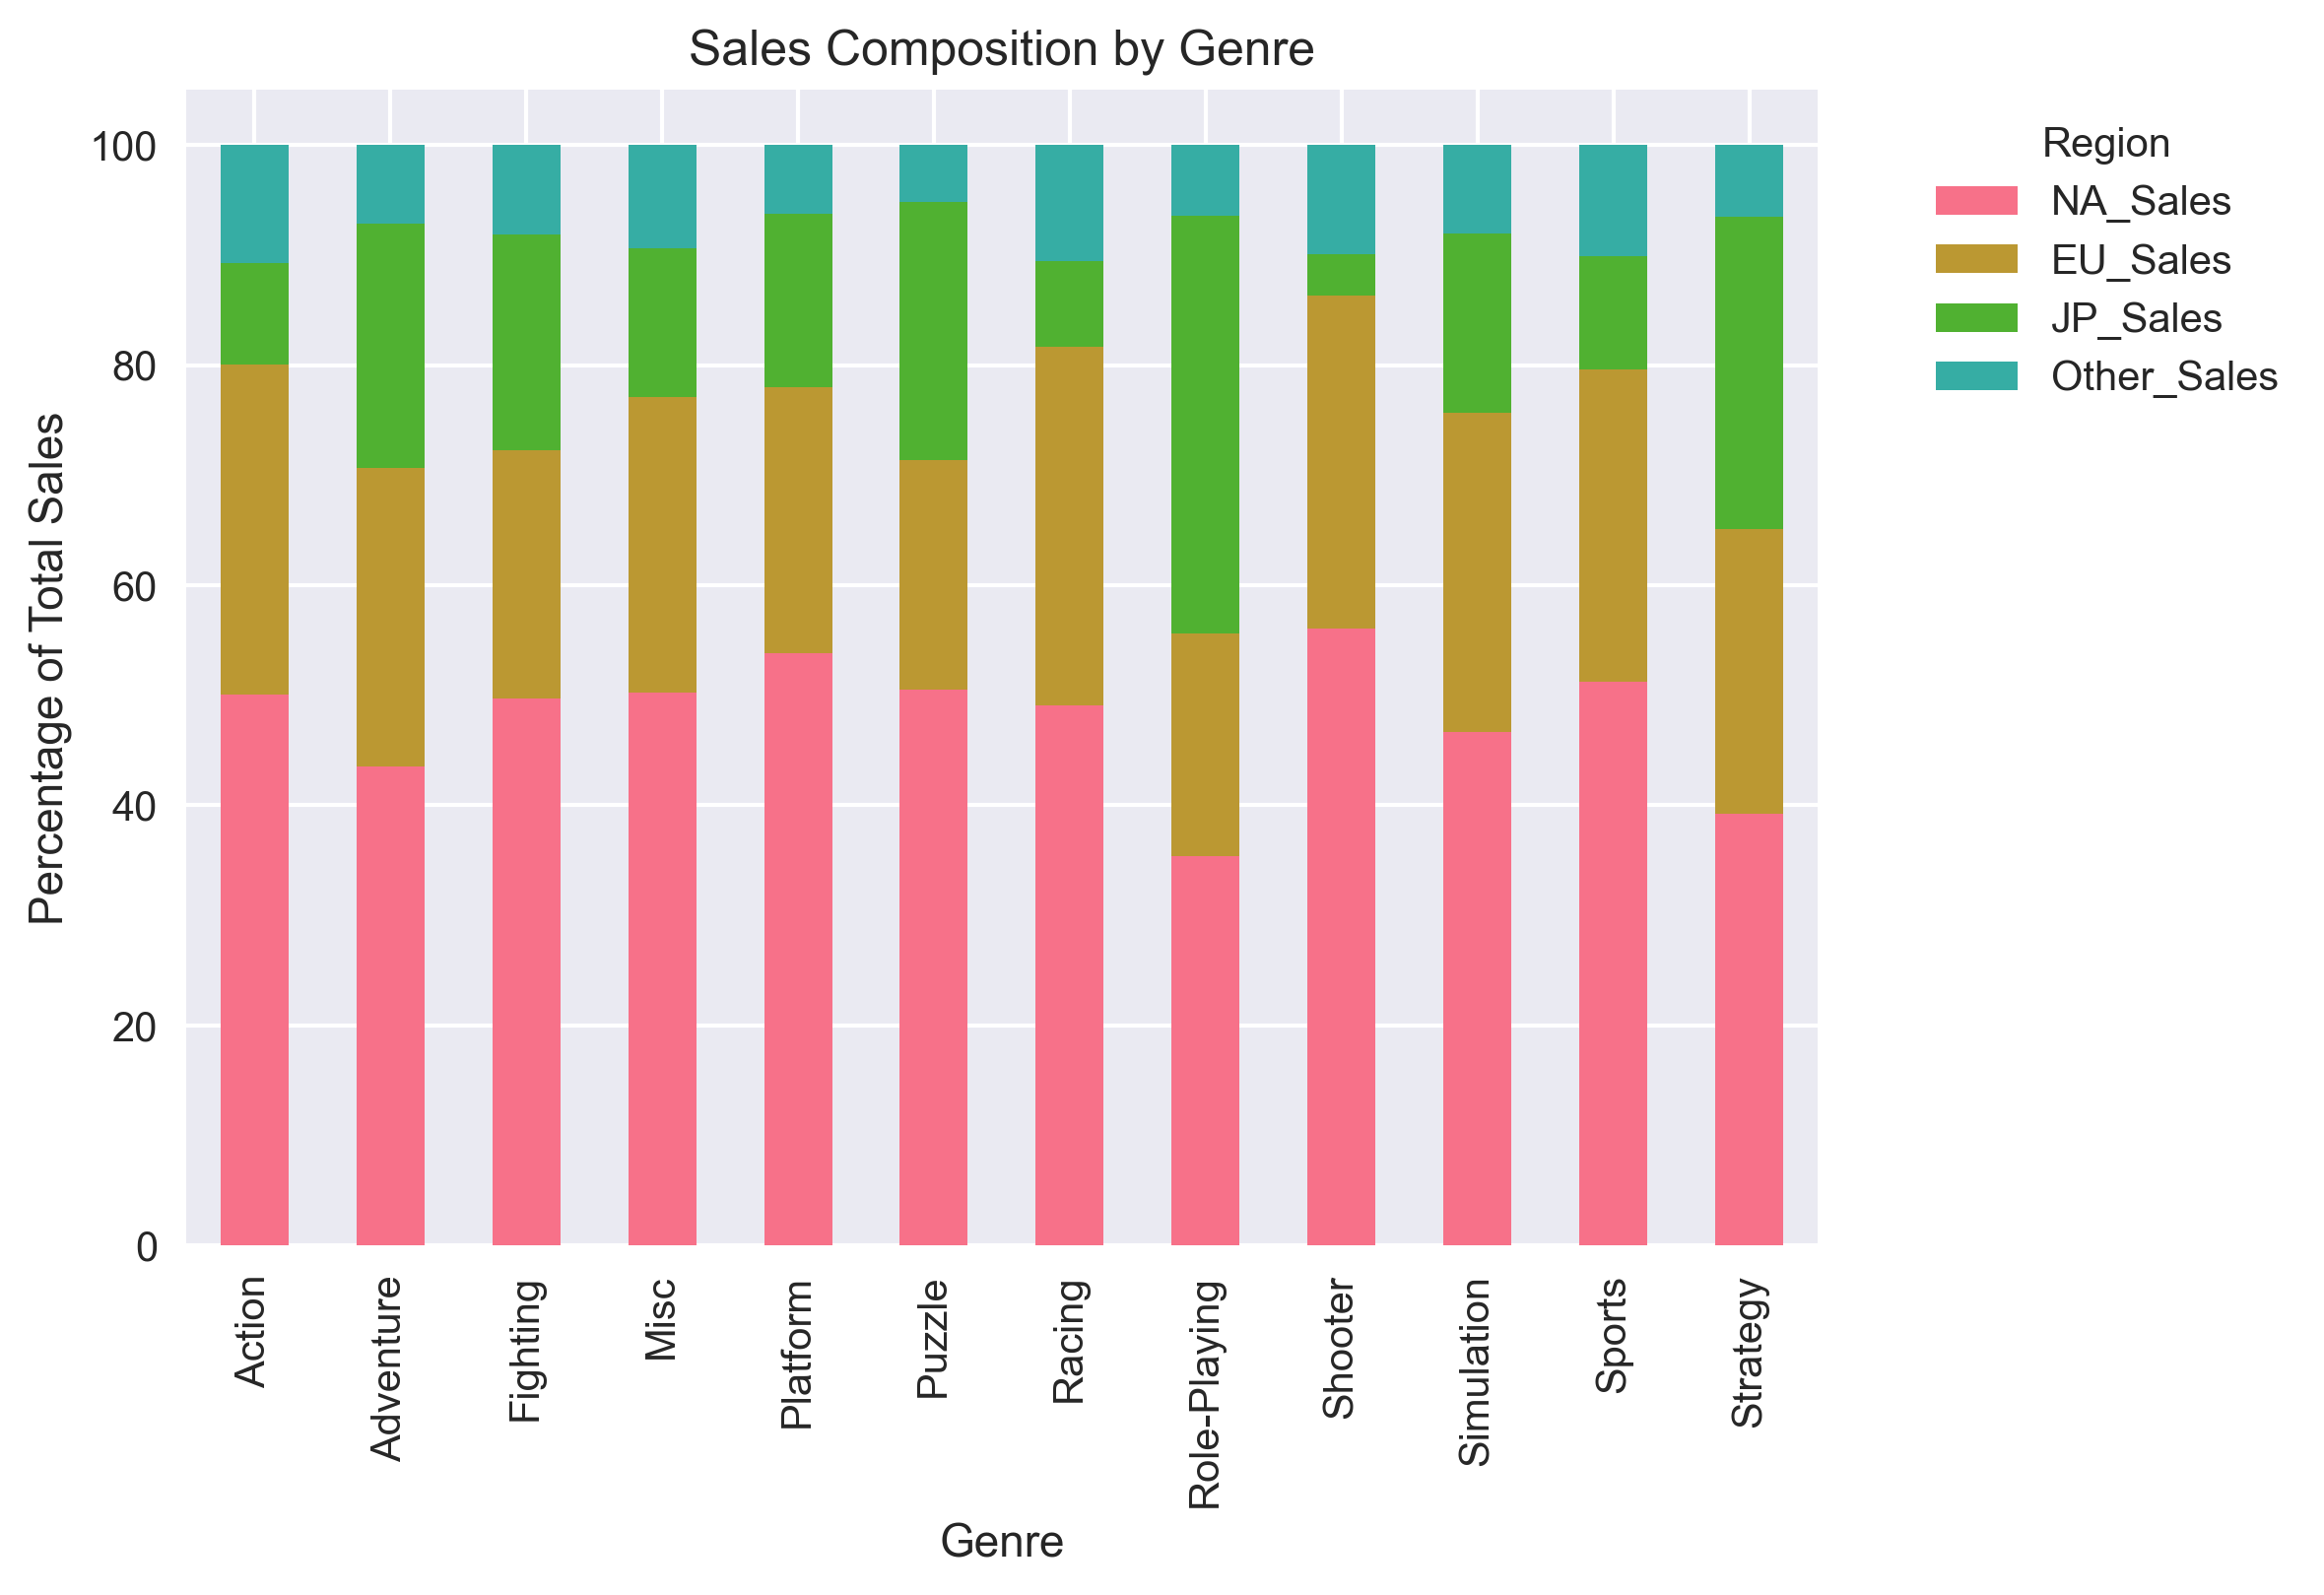 Sales Composition by Genre
Percentage of Total Sales
100
80
60
40
20
0
Action
Adventure
Fighting
Misc
Platform
Puzzle
Racing
Role-Playing
Shooter
Simulation
Sports
Strategy
Genre
Region
NA_Sales
EU_Sales
JP_Sales
Other_Sales